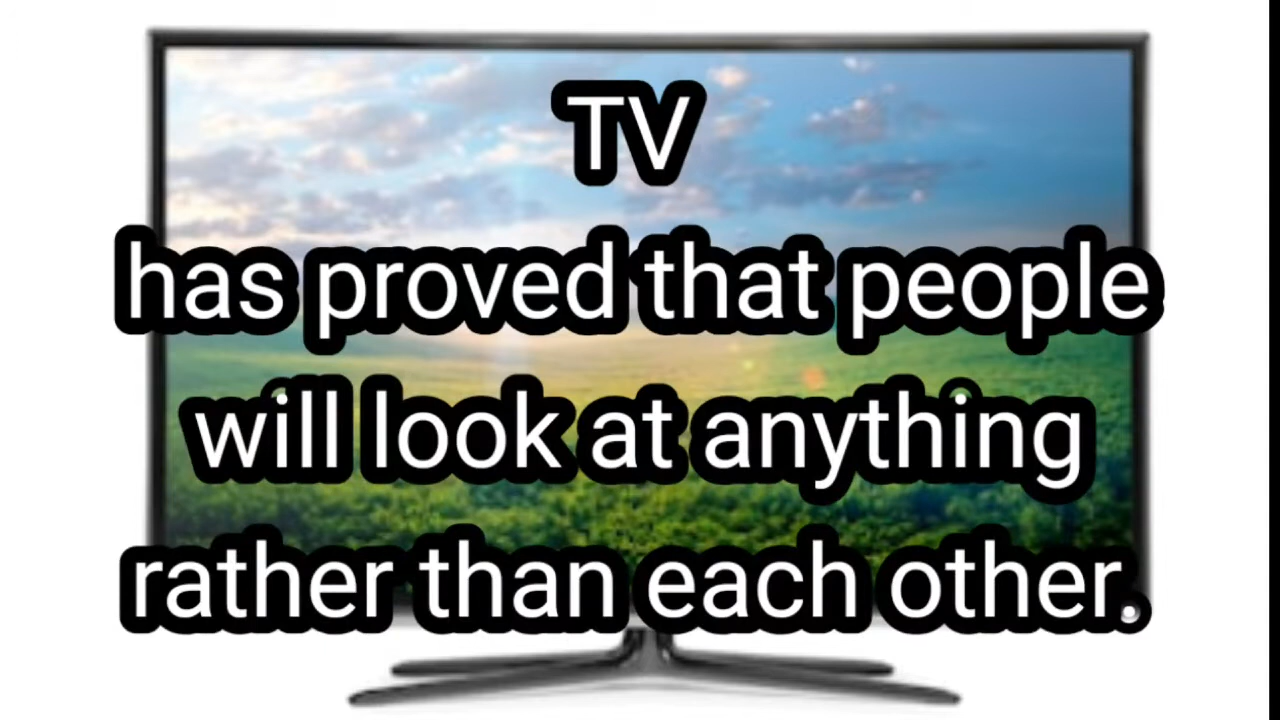 TV
has proved that people
will look at anything
rather than each other.